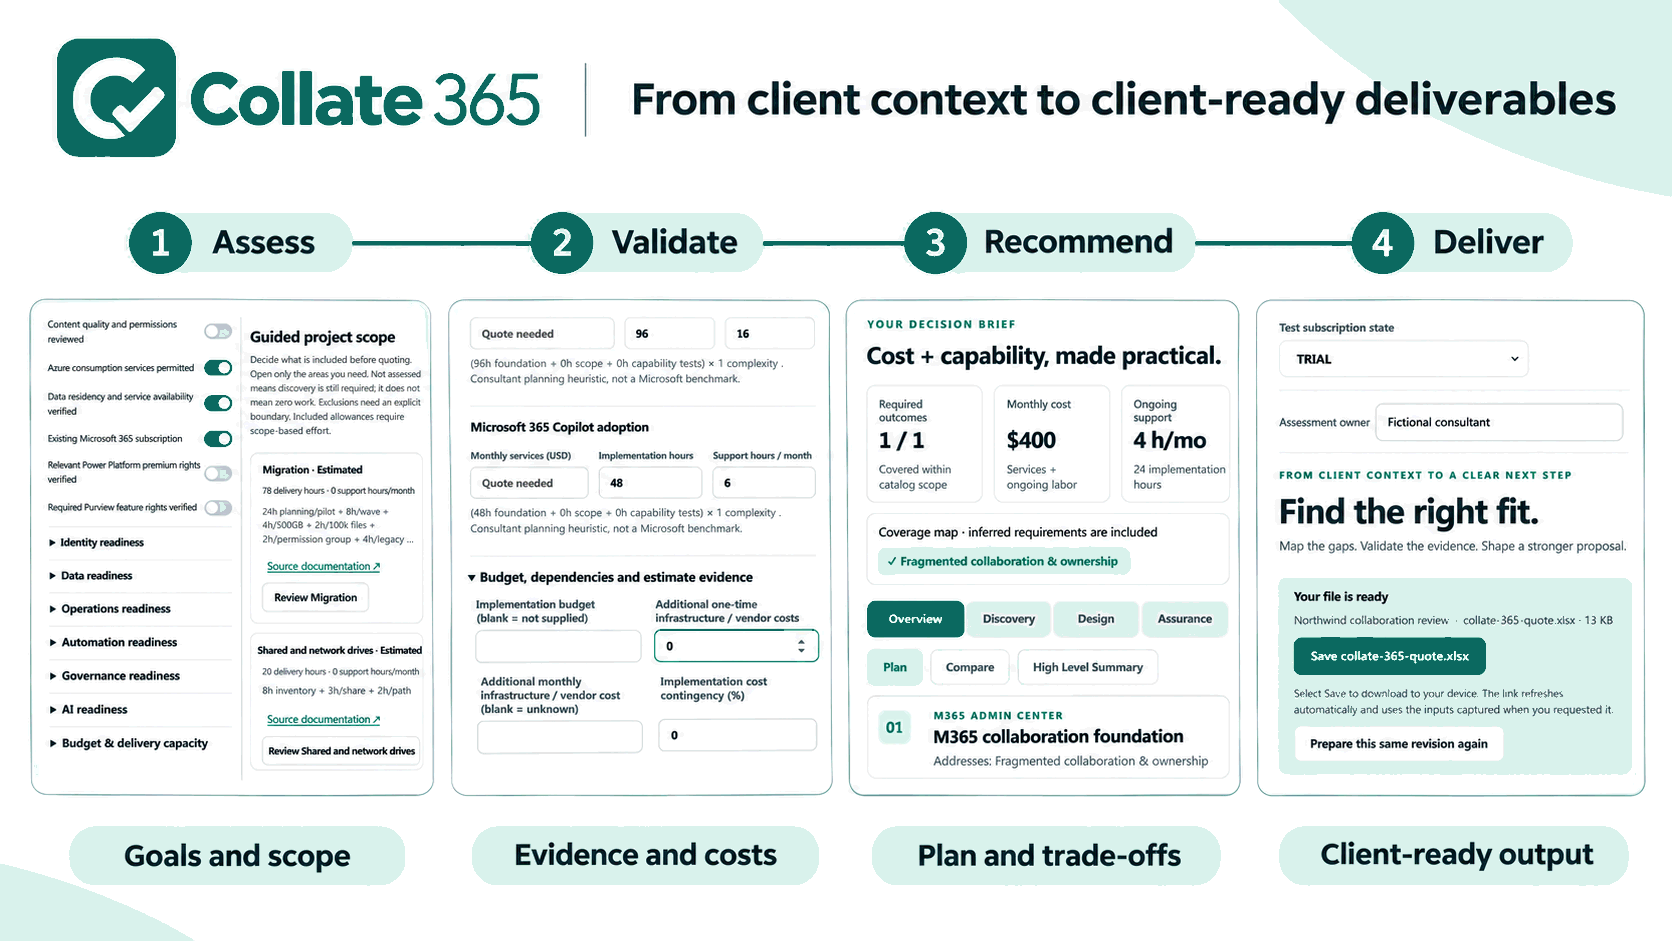 Collate 365
From client context to client-ready deliverables
1 Assess
2 Validate
3 Recommend
4 Deliver
Content quality and permissions
reviewed
Azure consumption services permitted
Data residency and service availability
verified
Existing Microsoft 365 subscription
Relevant Power Platform premium rights
verified
Required Purview feature rights verified
▶ Identity readiness
▶ Data readiness
▶ Operations readiness
▶ Automation readiness
▶ Governance readiness
▶ AI readiness
▶ Budget & delivery capacity
Guided project scope
Decide what is included before quoting.
Open only the areas you need. Not assessed
means discovery is still required; it does not
mean zero work. Exclusions need an explicit
boundary. Included allowances require
scope-based effort.
Migration · Estimated
78 delivery hours · 0 support hours/month
24h planning/pilot + 8h/wave +
4h/500GB + 2h/100k files +
2h/permission group + 4h/legacy ...
Source documentation ↗
Review Migration
Shared and network drives · Estimated
20 delivery hours · 0 support hours/month
8h inventory + 3h/share + 2h/path
Source documentation ↗
Review Shared and network drives
Quote needed
96
16
(96h foundation + 0h scope + 0h capability tests) × 1 complexity .
Consultant planning heuristic, not a Microsoft benchmark.
Microsoft 365 Copilot adoption
Monthly services (USD)
Implementation hours
Support hours / month
Quote needed
48
6
(48h foundation + 0h scope + 0h capability tests) × 1 complexity .
Consultant planning heuristic, not a Microsoft benchmark.
▼ Budget, dependencies and estimate evidence
Implementation budget
(blank = not supplied)
Additional one-time
infrastructure / vendor costs
0
Additional monthly
infrastructure / vendor cost
(blank = unknown)
Implementation cost
contingency (%)
0
YOUR DECISION BRIEF
Cost + capability, made practical.
Required
outcomes
1 / 1
Covered within
catalog scope
Monthly cost
$400
Services +
ongoing labor
Ongoing
support
4 h/mo
24 implementation
hours
Coverage map · inferred requirements are included
✓ Fragmented collaboration & ownership
Overview
Discovery
Design
Assurance
Plan
Compare
High Level Summary
01
M365 ADMIN CENTER
M365 collaboration foundation
Addresses: Fragmented collaboration & ownership
Test subscription state
TRIAL
Assessment owner
Fictional consultant
FROM CLIENT CONTEXT TO A CLEAR NEXT STEP
Find the right fit.
Map the gaps. Validate the evidence. Shape a stronger proposal.
Your file is ready
Northwind collaboration review · collate-365-quote.xlsx · 13 KB
Save collate-365-quote.xlsx
Select Save to download to your device. The link refreshes
automatically and uses the inputs captured when you requested it.
Prepare this same revision again
Goals and scope
Evidence and costs
Plan and trade-offs
Client-ready output